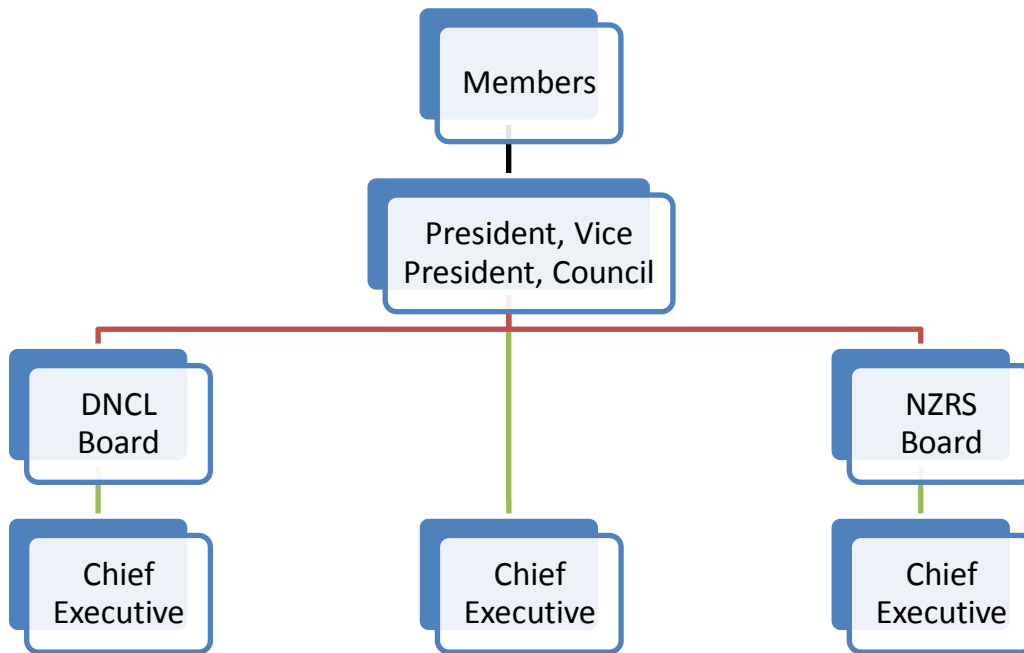 Members
President, Vice
President, Council
DNCL
Board
NZRS
Board
Chief
Executive
Chief
Executive
Chief
Executive